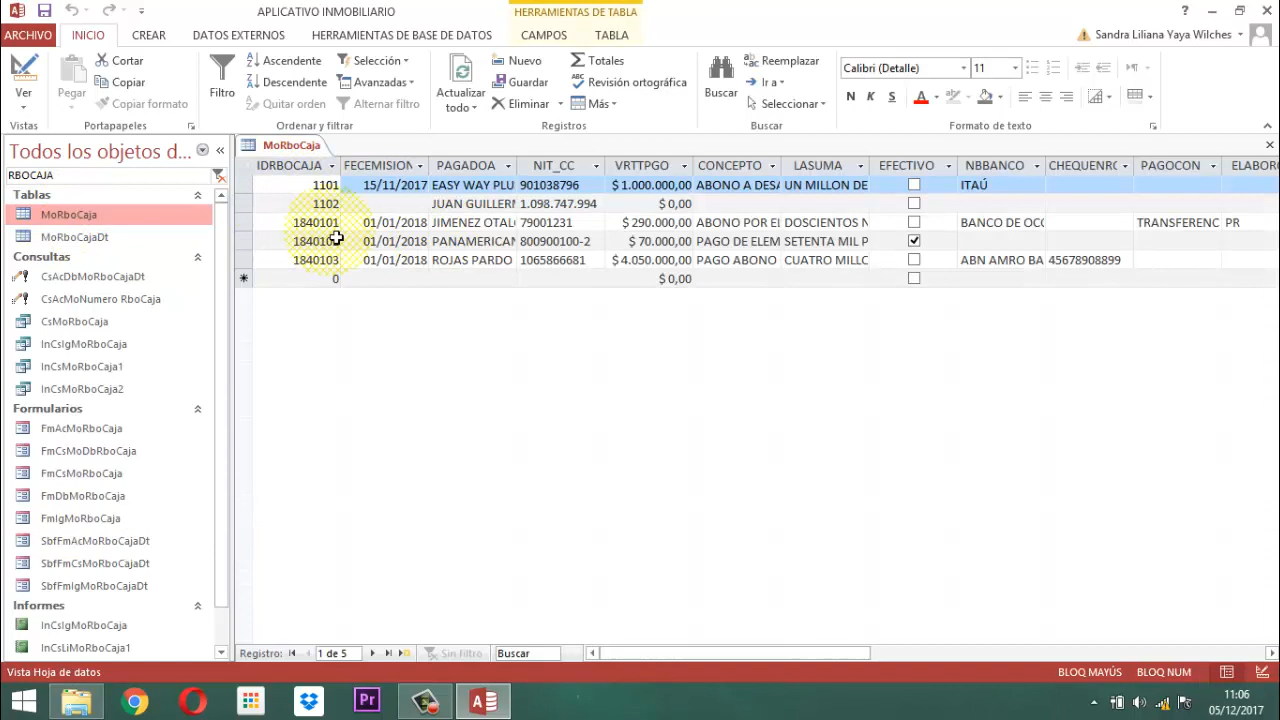 APLICATIVO INMOBILIARIO
HERRAMIENTAS DE TABLA
ARCHIVO INICIO CREAR DATOS EXTERNOS HERRAMIENTAS DE BASE DE DATOS CAMPOS TABLA Sandra Liliana Yaya Wilches
Ver
Vistas
Pegar
Cortar
Copiar
Copiar formato
Portapapeles
Filtro
Ascendente
Descendente
Quitar orden
Selección
Avanzadas
Alternar filtro
Ordenar y filtrar
Actualizar
todo
Nuevo
Guardar
Eliminar
Totales
Revisión ortográfica
Más
Registros
Buscar
Reemplazar
Ir a
Seleccionar
Buscar
Calibri (Detalle) 11
N K S A
Formato de texto
Todos los objetos d...
RBOCAJA
Tablas
MoRboCaja
MoRboCajaDt
Consultas
CsAcDbMoRboCajaDt
CsAcMoNumero RboCaja
CsMoRboCaja
InCsIgMoRboCaja
InCsMoRboCaja1
InCsMoRboCaja2
Formularios
FmAcMoRboCaja
FmCsMoDbRboCaja
FmCsMoRboCaja
FmDbMoRboCaja
FmIgMoRboCaja
SbfFmAcMoRboCajaDt
SbfFmCsMoRboCajaDt
SbfFmIgMoRboCajaDt
Informes
InCsIgMoRboCaja
InCsLiMoRboCaja1
MoRboCaja
IDRBOCAJA FECEMISION PAGADOA NIT_CC VRTTPGO CONCEPTO LASUMA EFECTIVO NBBANCO CHEQUENRO PAGOCON ELABOR
1101 15/11/2017 EASY WAY PLU 901038796 $ 1.000.000,00 ABONO A DESA UN MILLON DE ITAÚ
1102 JUAN GUILLERM 1.098.747.994 $ 0,00
1840101 01/01/2018 JIMENEZ OTALO 79001231 $ 290.000,00 ABONO POR EL DOSCIENTOS N BANCO DE OCC TRANSFERENC PR
01/01/2018 PANAMERICAN 800900100-2 $ 70.000,00 PAGO DE ELEM SETENTA MIL P
1840103 01/01/2018 ROJAS PARDO 1065866681 $ 4.050.000,00 PAGO ABONO CUATRO MILLO ABN AMRO BA 45678908899
0 $ 0,00
Registro: 1 de 5 Sin filtro Buscar
Vista Hoja de datos BLOQ MAYÚS BLOQ NUM
Pr
11:06
05/12/2017